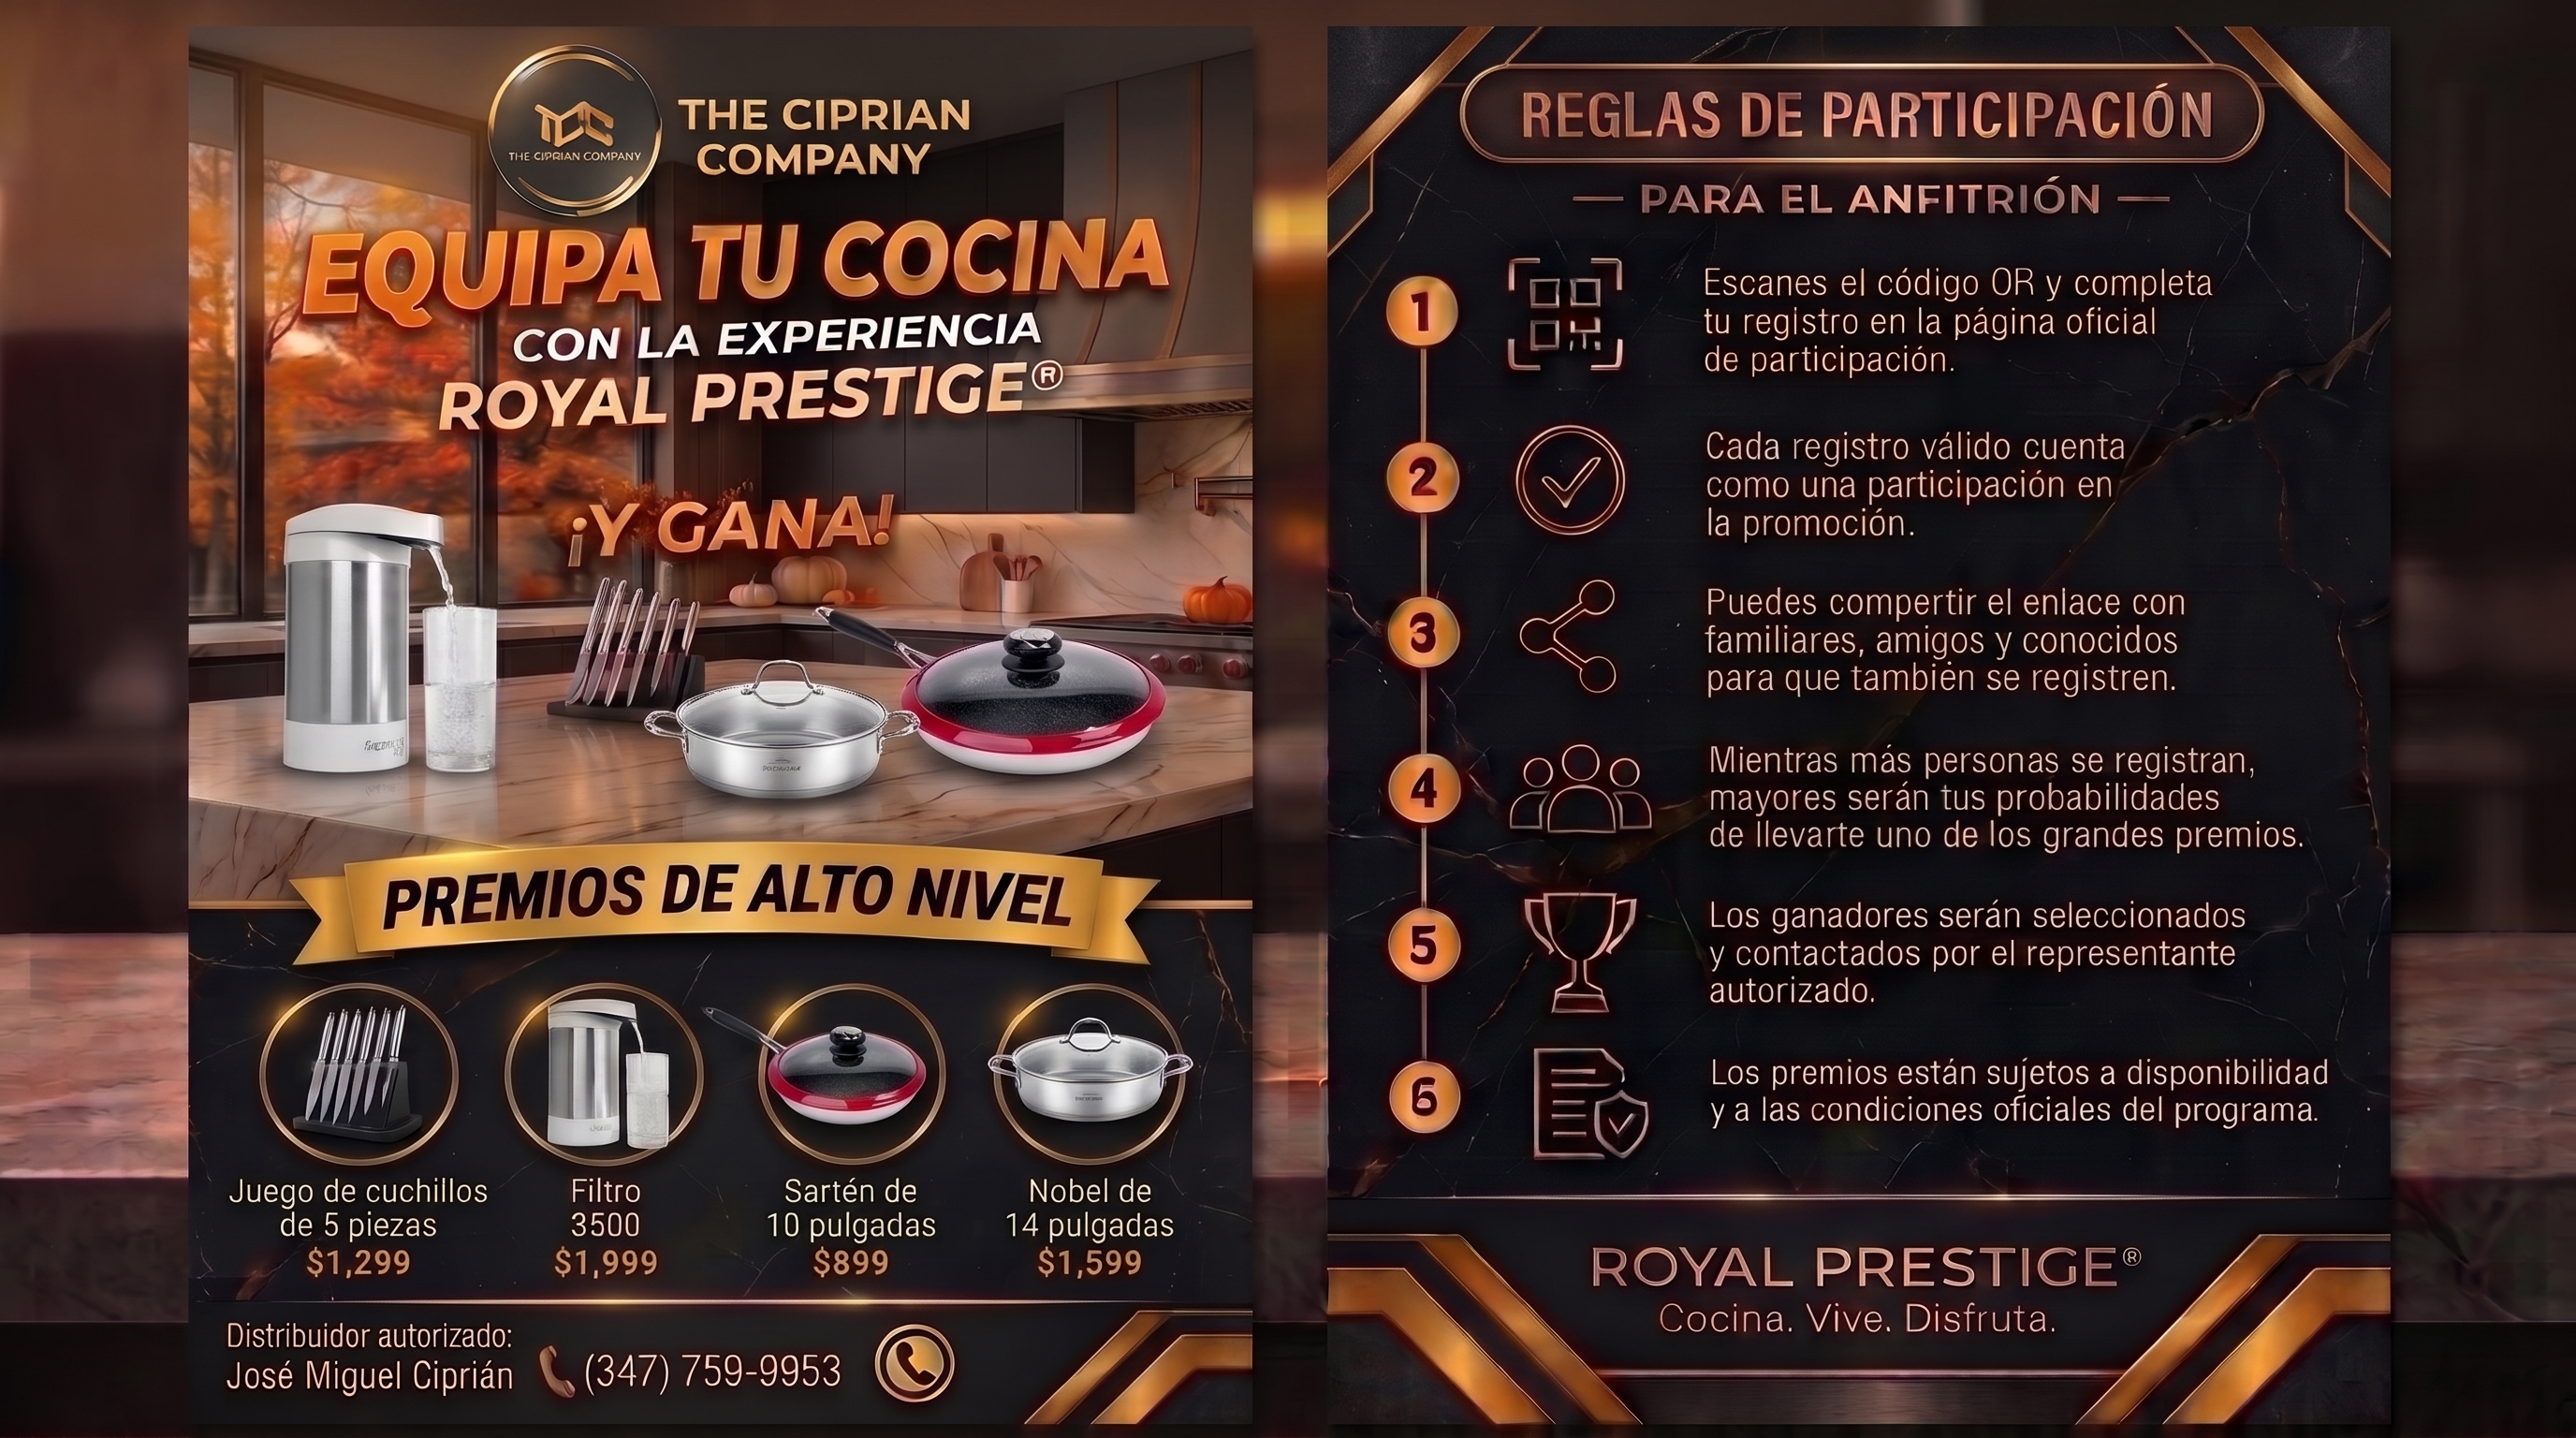 THE CIPRIAN COMPANY
THE CIPRIAN
COMPANY
EQUIPA TU COCINA
CON LA EXPERIENCIA
ROYAL PRESTIGE®
¡Y GANA!
PREMIOS DE ALTO NIVEL
Juego de cuchillos
de 5 piezas
$1,299
Filtro
3500
$1,999
Sartén de
10 pulgadas
$899
Nobel de
14 pulgadas
$1,599
Distribuidor autorizado:
José Miguel Ciprián
(347) 759-9953
REGLAS DE PARTICIPACIÓN
PARA EL ANFITRIÓN
1
Escanes el código OR y completa
tu registro en la página oficial
de participación.
2
Cada registro válido cuenta
como una participación en
la promoción.
3
Puedes compartir el enlace con
familiares, amigos y conocidos
para que también se registren.
4
Mientras más personas se registran,
mayores serán tus probabilidades
de llevarte uno de los grandes premios.
5
Los ganadores serán seleccionados
y contactados por el representante
autorizado.
6
Los premios están sujetos a disponibilidad
y a las condiciones oficiales del programa.
ROYAL PRESTIGE®
Cocina. Vive. Disfruta.